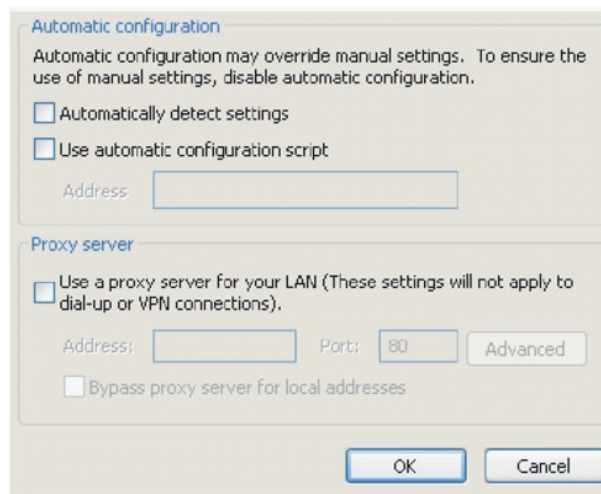 Automatic configuration
Automatic configuration may override manual settings. To ensure the
use of manual settings, disable automatic configuration.
Automatically detect settings
Use automatic configuration script
Address
Proxy server
Use a proxy server for your LAN (These settings will not apply to
dial-up or VPN connections).
Address: Port: 80 Advanced
Bypass proxy server for local addresses
OK Cancel